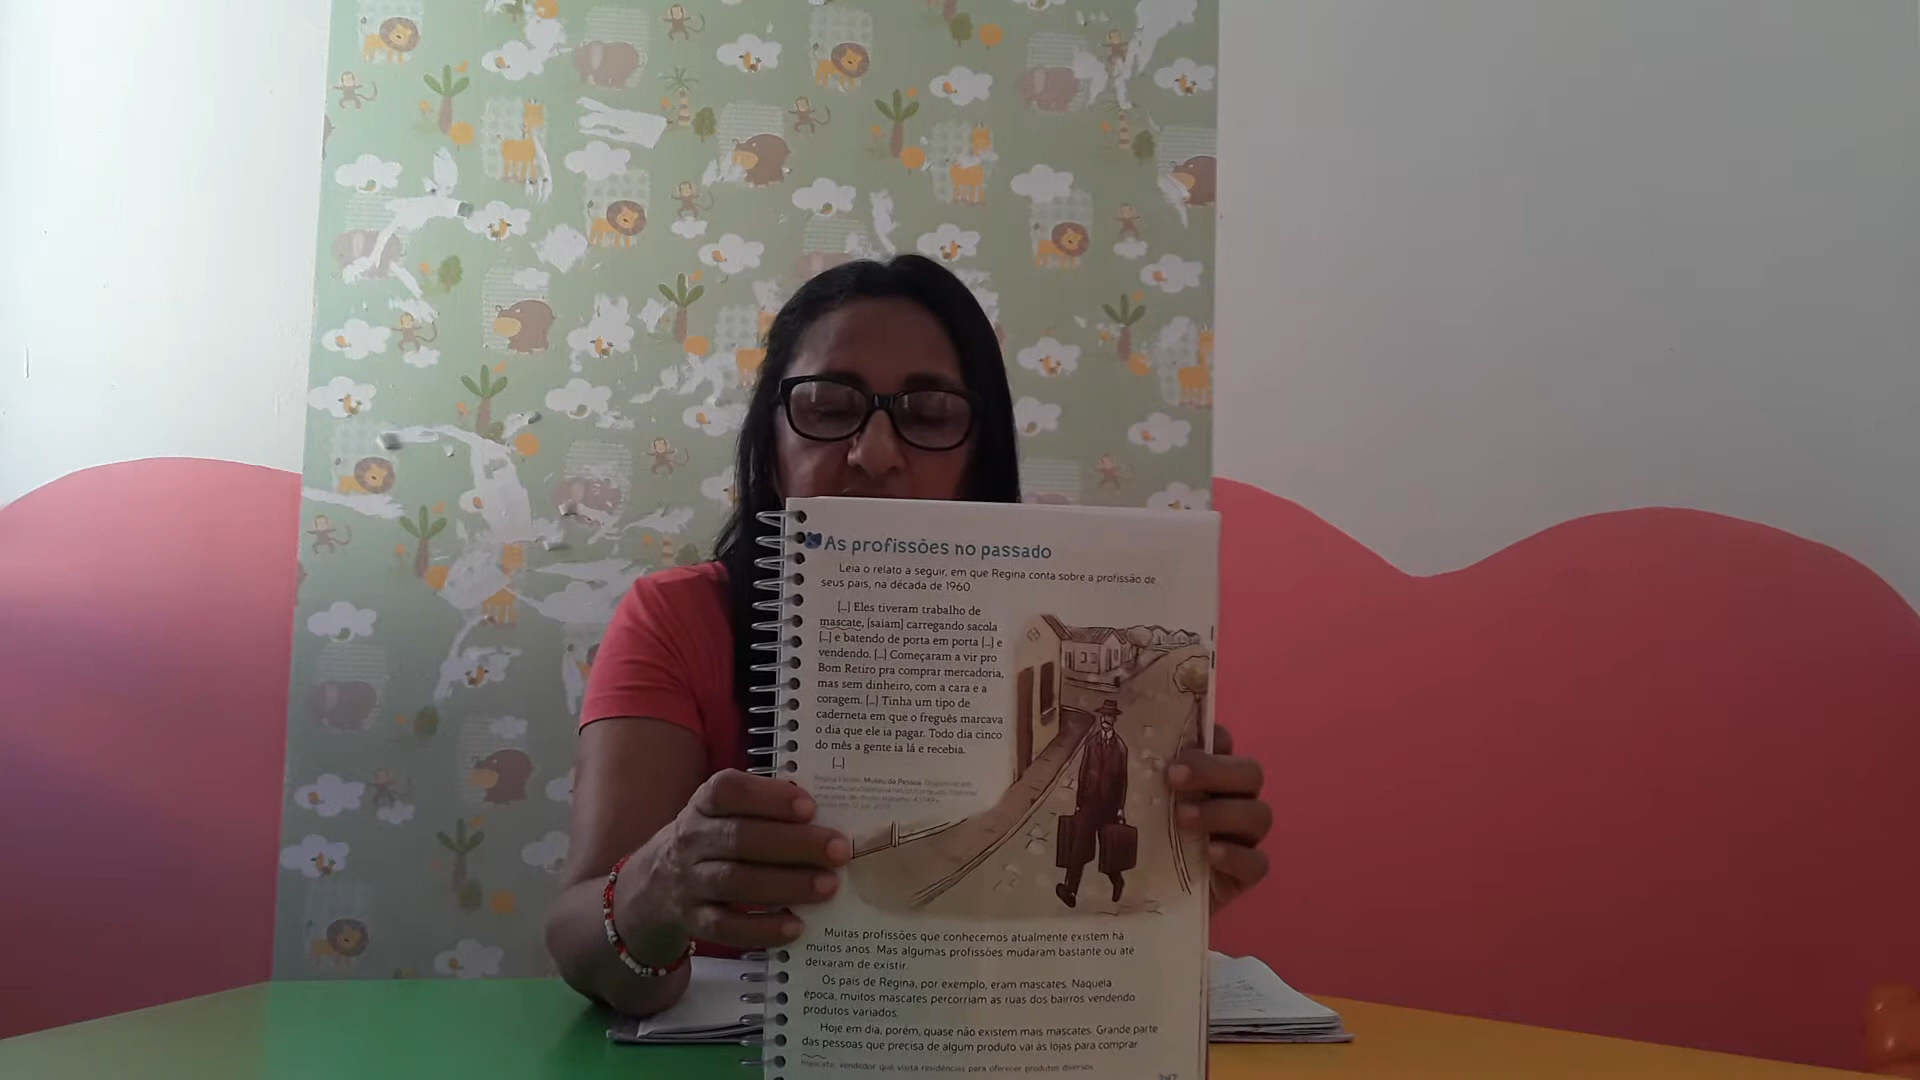 As profissões no passado
Leia o relato a seguir, em que Regina conta sobre a profissão de
seus pais, na década de 1960.
[...] Eles tiveram trabalho de
mascate, [saíam] carregando sacola
[...] e batendo de porta em porta [...] e
vendendo. [...] Começaram a vir pro
Bom Retiro pra comprar mercadoria,
mas sem dinheiro, com a cara e a
coragem. [...] Tinha um tipo de
caderneta em que o freguês marcava
o dia que ele ia pagar. Todo dia cinco
do mês a gente ia lá e recebia.
[...]
Museu da Pessoa. Disponível em:
Muitas profissões que conhecemos atualmente existem há
muitos anos. Mas algumas profissões mudaram bastante ou até
deixaram de existir.
Os pais de Regina, por exemplo, eram mascates. Naquela
época, muitos mascates percorriam as ruas dos bairros vendendo
produtos variados.
Hoje em dia, porém, quase não existem mais mascates. Grande parte
das pessoas que precisa de algum produto vai às lojas para comprar
mascate: vendedor que visita residências para oferecer produtos diversos